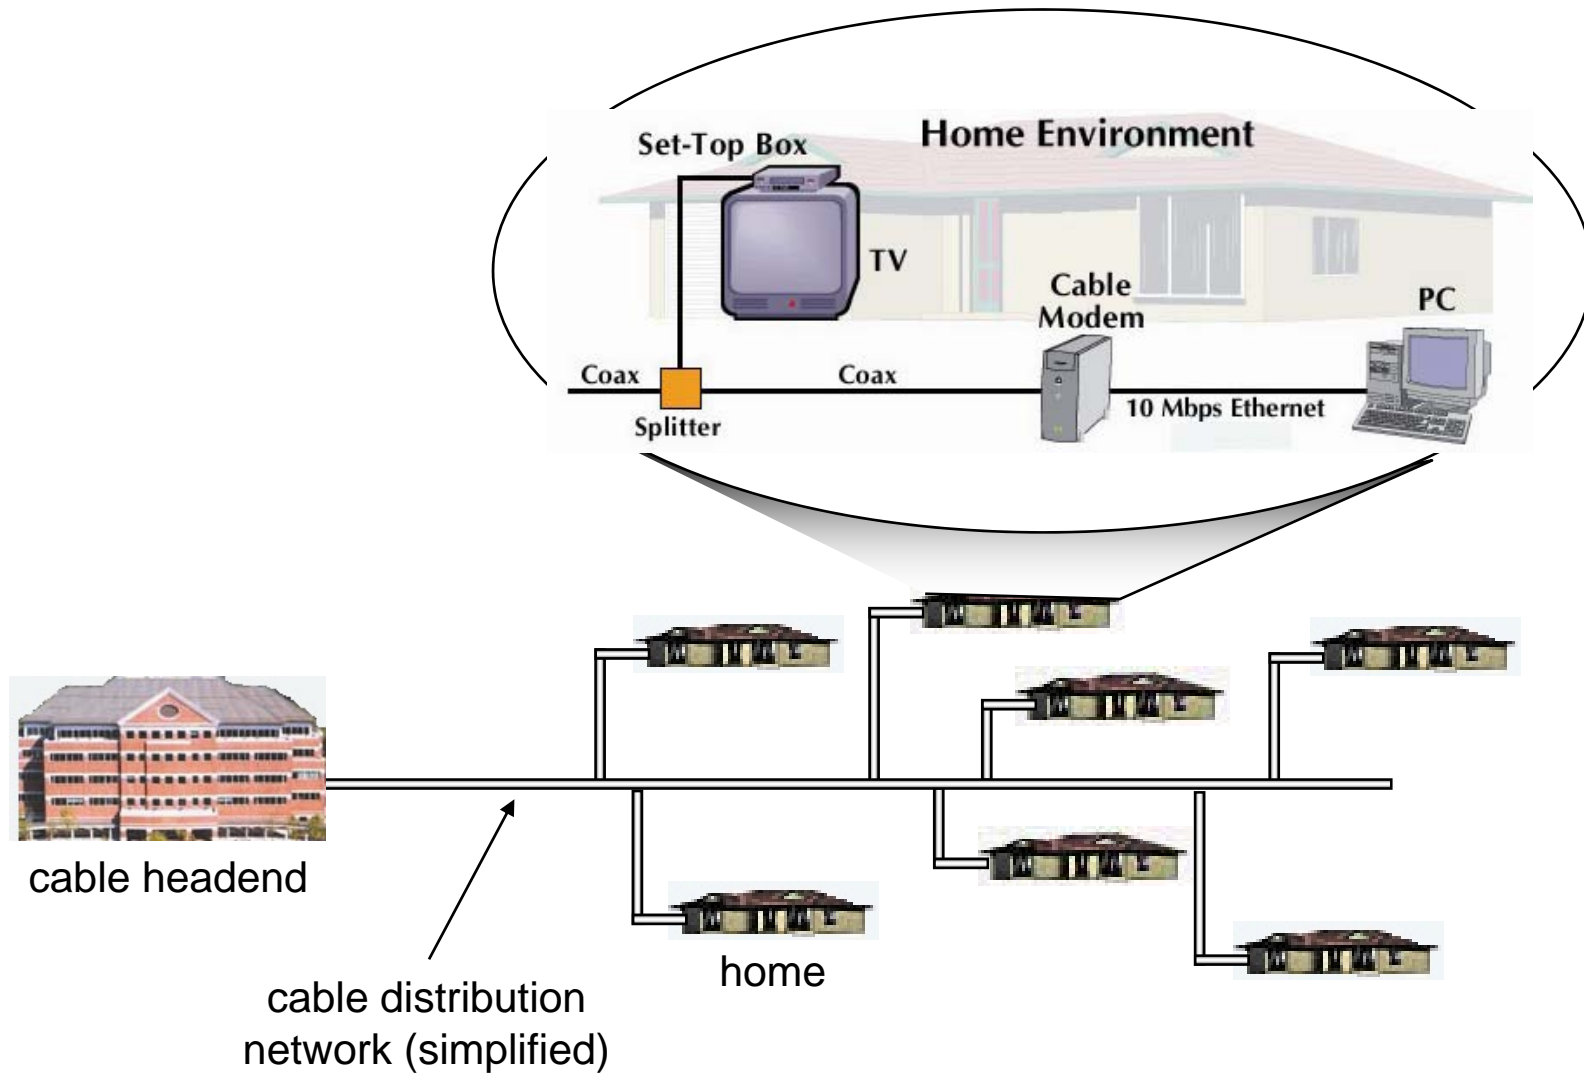 Home Environment
Set-Top Box
TV
Cable
Modem
PC
Coax
Coax
10 Mbps Ethernet
Splitter
cable headend
home
cable distribution
network (simplified)